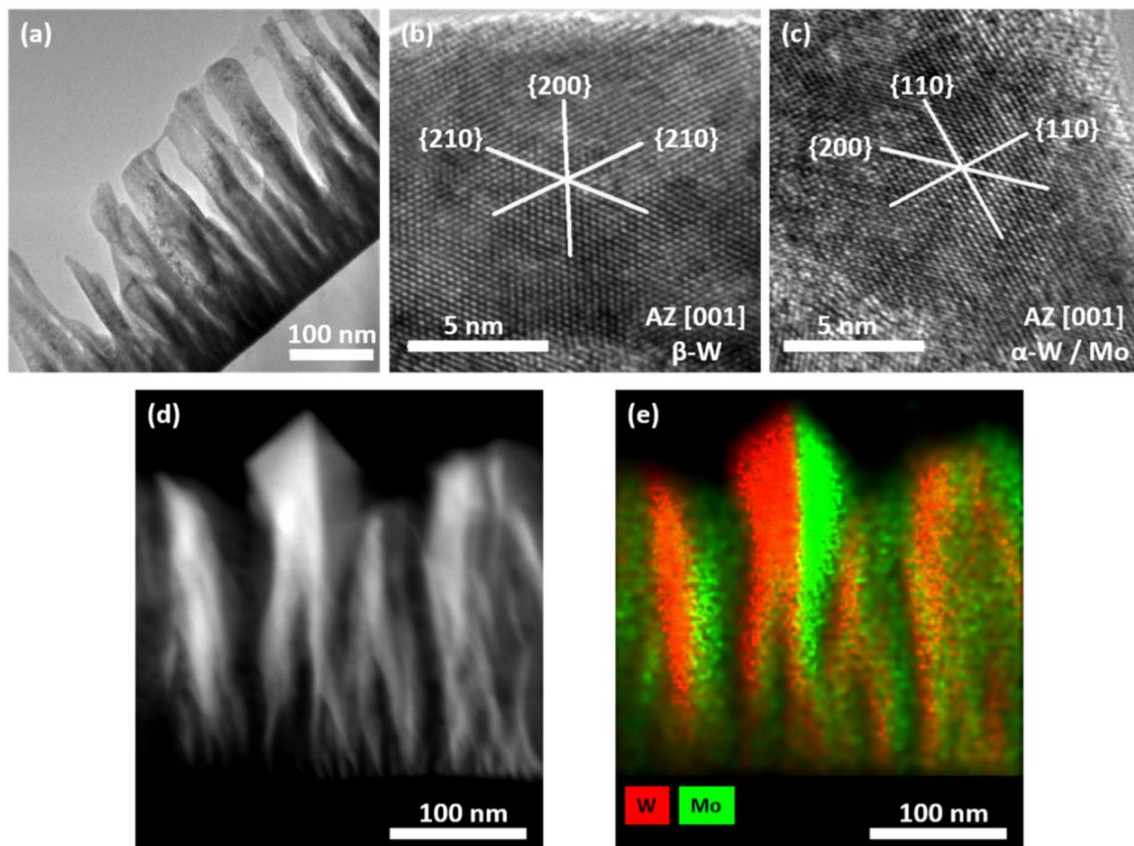 (a)
100 nm
(b)
{200}
{210}
{210}
5 nm
AZ [001]
β-W
(c)
{110}
{110}
{200}
5 nm
AZ [001]
α-W / Mo
(d)
100 nm
(e)
W
Mo
100 nm